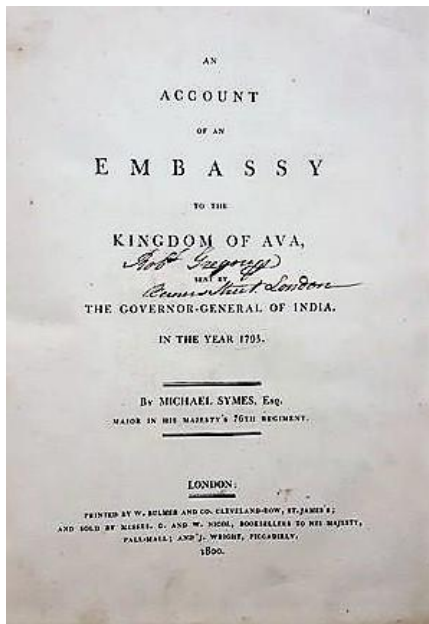 AN
ACCOUNT
OF AN
EMBASSY
TO THE
KINGDOM OF AVA,
Robt Gregory
SENT BY
Street London
THE GOVERNOR-GENERAL OF INDIA,
IN THE YEAR 1795.
By MICHAEL SYMES, Esq.
MAJOR IN HIS MAJESTY'S 76TH REGIMENT.
LONDON:
PRINTED BY W. BULMER AND CO. CLEVELAND-ROW, ST. JAMES'S;
AND SOLD BY MESSRS. G. AND W. NICOL, BOOKSELLERS TO HIS MAJESTY,
PALL-MALL; AND J. WRIGHT, PICCADILLY.
1800.